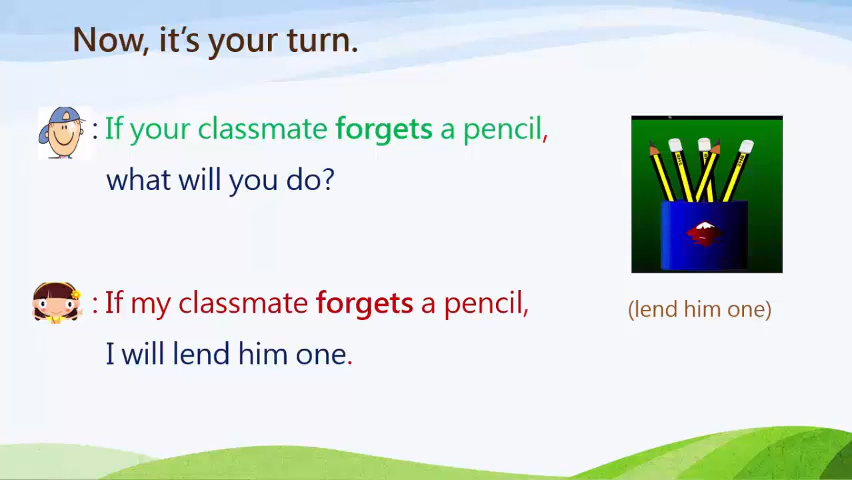 Now, it's your turn.
: If your classmate forgets a pencil,
what will you do?
: If my classmate forgets a pencil,
I will lend him one.
(lend him one)